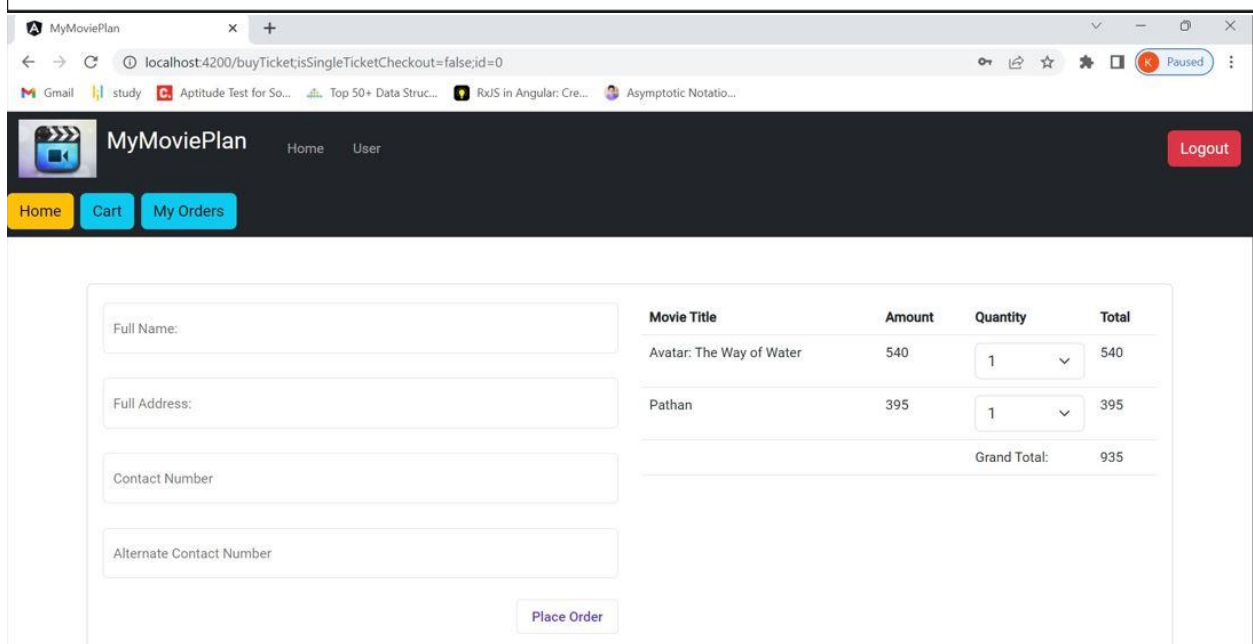 MyMoviePlan
localhost:4200/buyTicket;isSingleTicketCheckout=false;id=0
K Paused
Gmail study Aptitude Test for So... Top 50+ Data Struc... RxJS in Angular: Cre... Asymptotic Notatio...
MyMoviePlan Home User Logout
Home Cart My Orders
Full Name:
Full Address:
Contact Number
Alternate Contact Number
Place Order
Movie Title Amount Quantity Total
Avatar: The Way of Water 540 1 540
Pathan 395 1 395
Grand Total: 935